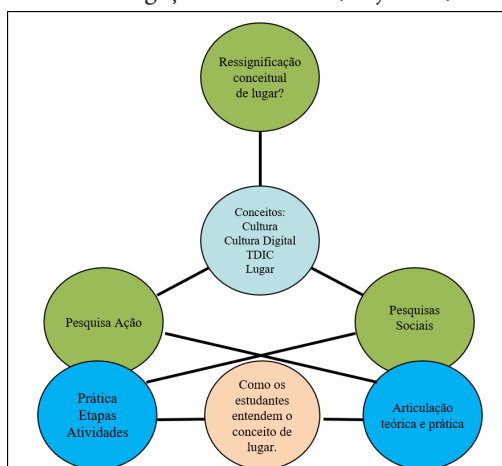 Ressignificação
conceitual
de lugar?
Conceitos:
Cultura
Cultura Digital
TDIC
Lugar
Pesquisa Ação
Pesquisas
Sociais
Prática
Etapas
Atividades
Como os
estudantes
entendem o
conceito de
lugar.
Articulação
teórica e prática